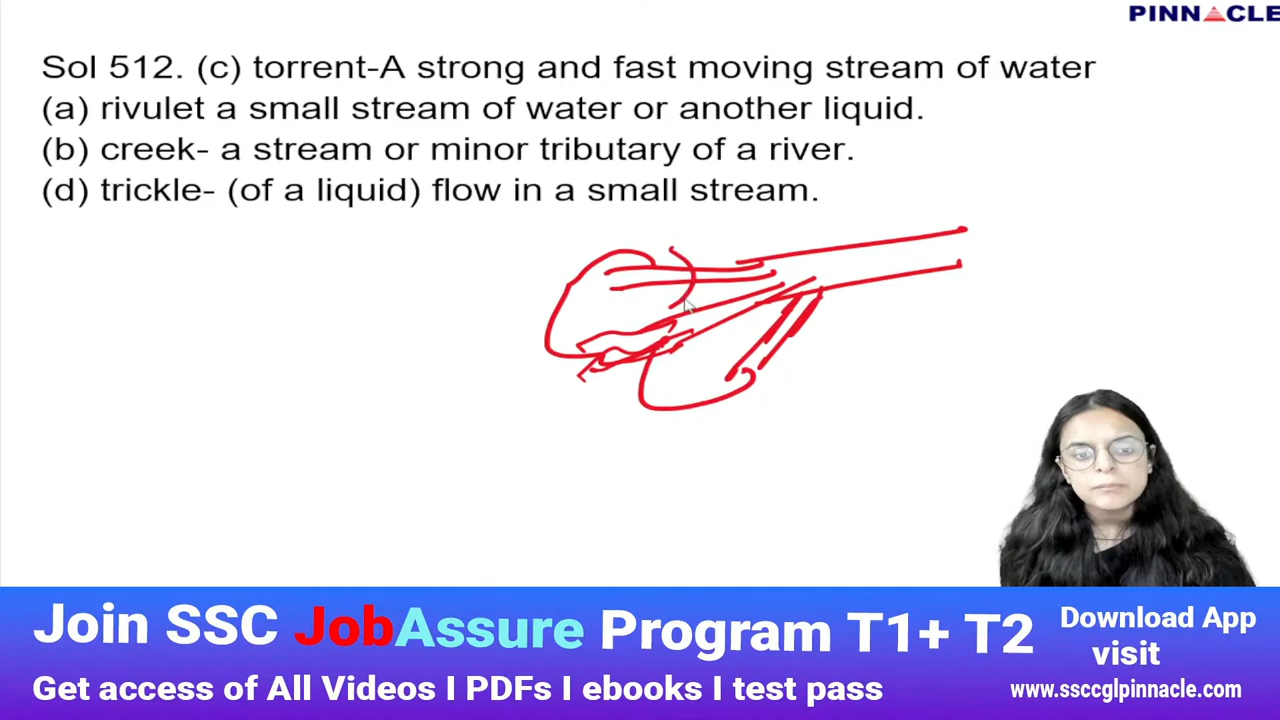 PINNACLE
Sol 512. (c) torrent-A strong and fast moving stream of water
(a) rivulet a small stream of water or another liquid.
(b) creek- a stream or minor tributary of a river.
(d) trickle- (of a liquid) flow in a small stream.
Join SSC JobAssure Program T1+ T2
Get access of All Videos I PDFs I ebooks I test pass
Download App
visit
www.ssccglpinnacle.com